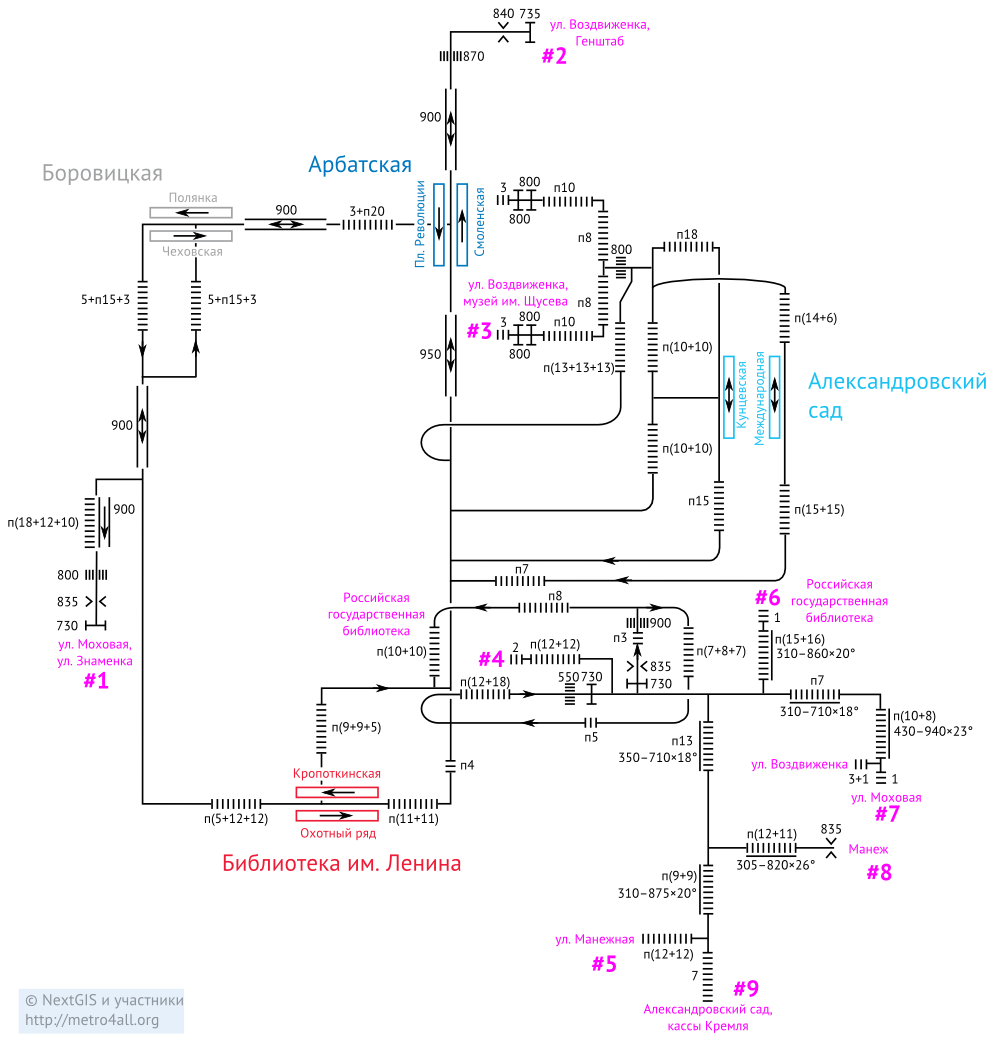 840 735
ул. Воздвиженка,
Генштаб
#2
870
900
Боровицкая
Арбатская
Полянка
Чеховская
900
3+п20
Пл. Революции
Смоленская
3
800
800
п10
п8
800
п18
ул. Воздвиженка,
музей им. Щусева
#3
п8
3
800
800
п10
5+п15+3
5+п15+3
950
п(13+13+13)
п(10+10)
п(14+6)
Кунцевская
Международная
Александровский
сад
900
п(10+10)
п(18+12+10)
900
п15
п(15+15)
800
835
730
ул. Моховая,
ул. Знаменка
#1
п7
Российская
государственная
библиотека
п8
#6
Российская
государственная
библиотека
1
п(10+10)
900
п3
п(7+8+7)
п(15+16)
310–860×20°
#4
2
п(12+12)
835
730
п(12+18)
550
730
п7
310–710×18°
п(9+9+5)
п5
п13
350–710×18°
п(10+8)
430–940×23°
п4
ул. Воздвиженка
3+1
1
ул. Моховая
#7
Кропоткинская
Охотный ряд
п(5+12+12)
п(11+11)
Библиотека им. Ленина
п(12+11)
305–820×26°
835
Манеж
#8
п(9+9)
310–875×20°
ул. Манежная
п(12+12)
#5
7
#9
Александровский сад,
кассы Кремля
© NextGIS и участники
http://metro4all.org